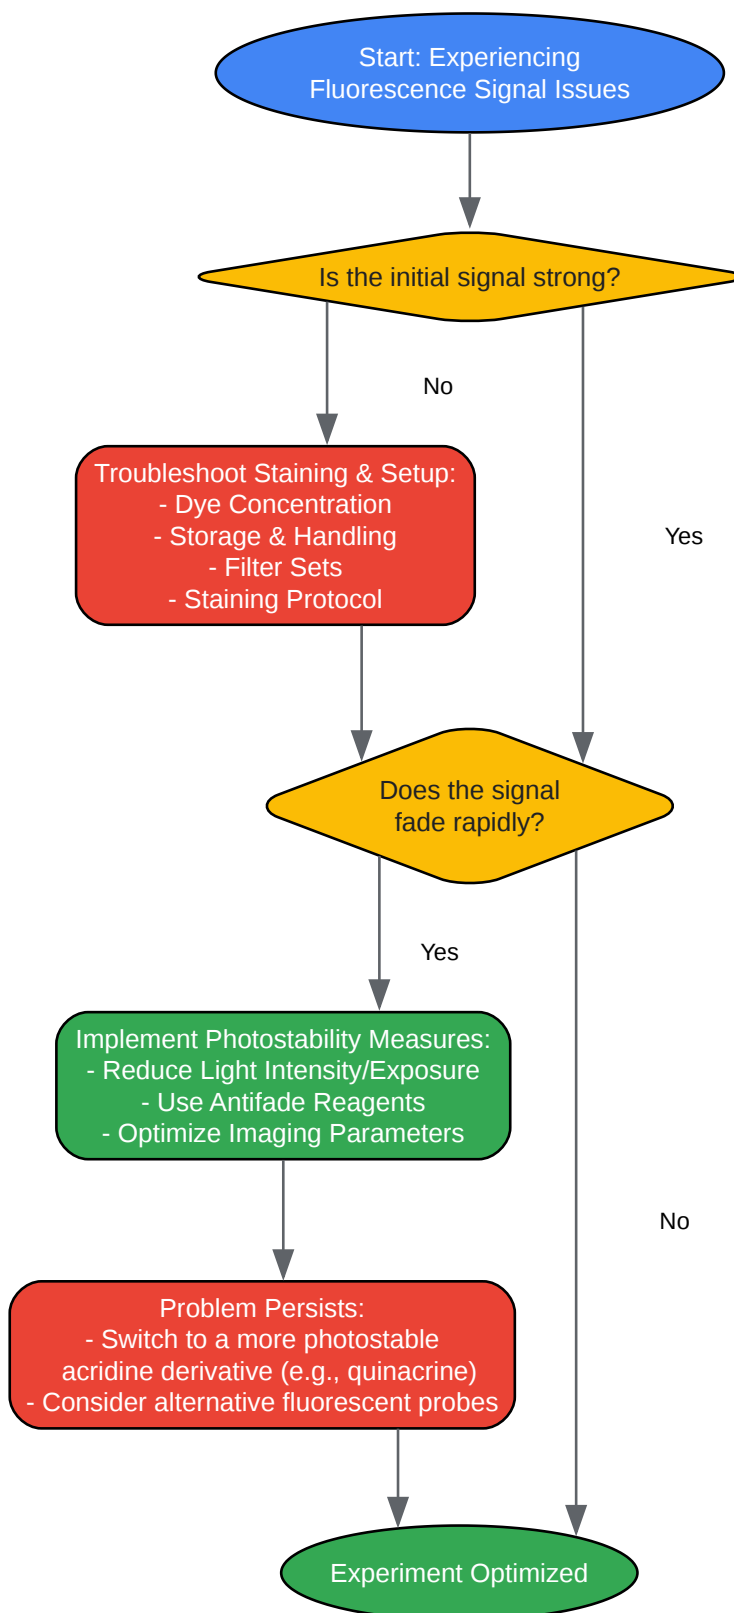 Start: Experiencing
Fluorescence Signal Issues
Is the initial signal strong?
No
Troubleshoot Staining & Setup:
- Dye Concentration
- Storage & Handling
- Filter Sets
- Staining Protocol
Yes
Does the signal
fade rapidly?
Yes
Implement Photostability Measures:
- Reduce Light Intensity/Exposure
- Use Antifade Reagents
- Optimize Imaging Parameters
No
Problem Persists:
- Switch to a more photostable
acridine derivative (e.g., quinacrine)
- Consider alternative fluorescent probes
Experiment Optimized